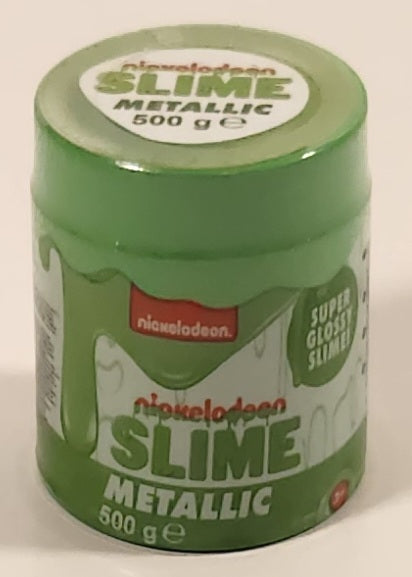 nickelodeon
SLIME
METALLIC
500 g ℮
nickelodeon.
SUPER
GLOSSY
SLIME!
nickelodeon
SLIME
METALLIC
500 g ℮